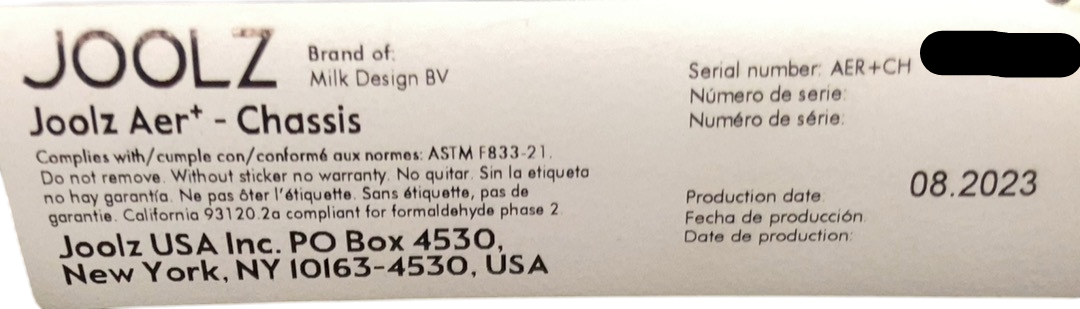 JOOLZ
Brand of:
Milk Design BV
Joolz Aer+ - Chassis
Complies with/cumple con/conformé aux normes: ASTM F833-21.
Do not remove. Without sticker no warranty. No quitar. Sin la etiqueta
no hay garantía. Ne pas ôter l'étiquette. Sans étiquette, pas de
garantie. California 93120.2a compliant for formaldehyde phase 2
Joolz USA Inc. PO Box 4530,
New York, NY 10163-4530, USA
Serial number: AER+CH
Número de serie:
Numéro de série:
Production date
08.2023
Fecha de producción
Date de production: